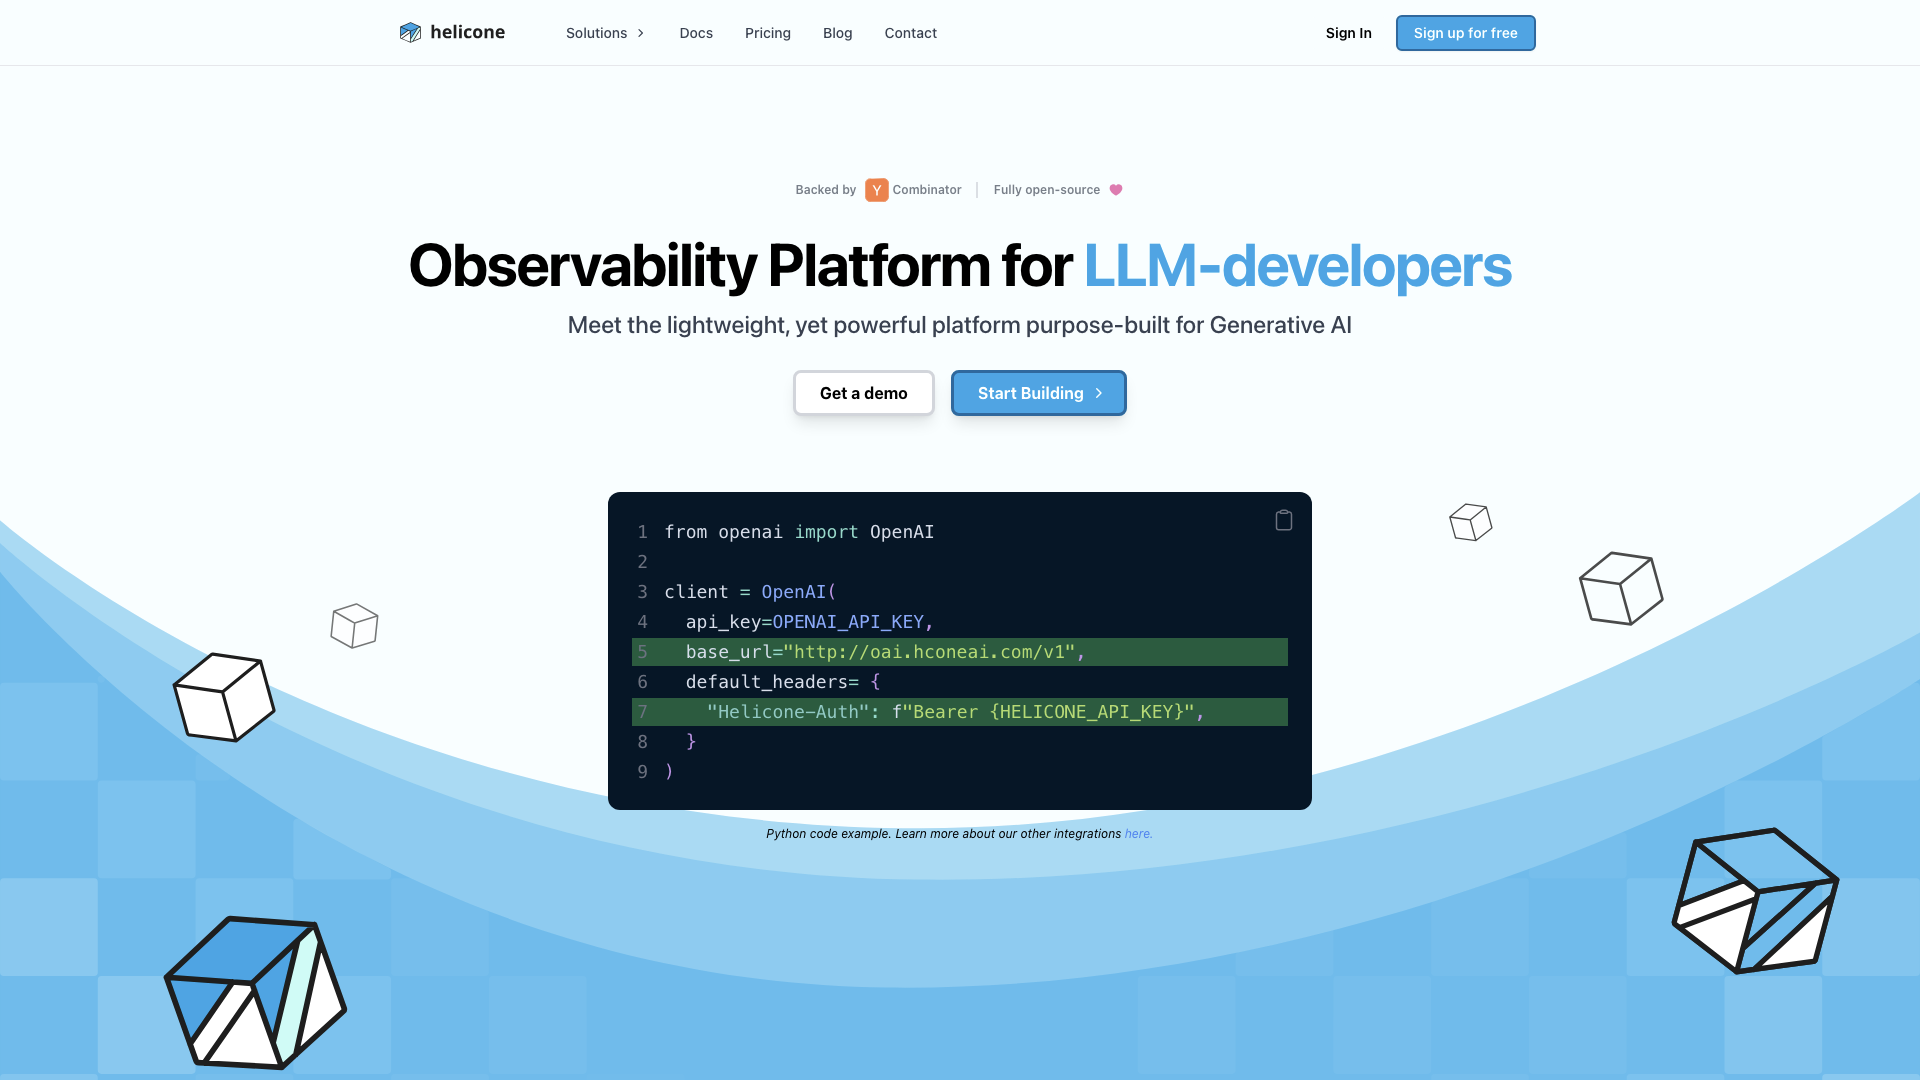 helicone
Solutions
Docs
Pricing
Blog
Contact
Sign In
Sign up for free
Backed by Y Combinator | Fully open-source
Observability Platform for LLM-developers
Meet the lightweight, yet powerful platform purpose-built for Generative AI
Get a demo
Start Building
1 from openai import OpenAI
2
3 client = OpenAI(
4   api_key=OPENAI_API_KEY,
5   base_url="http://oai.hconeai.com/v1",
6   default_headers= {
7     "Helicone-Auth": f"Bearer {HELICONE_API_KEY}",
8   }
9 )
Python code example. Learn more about our other integrations here.